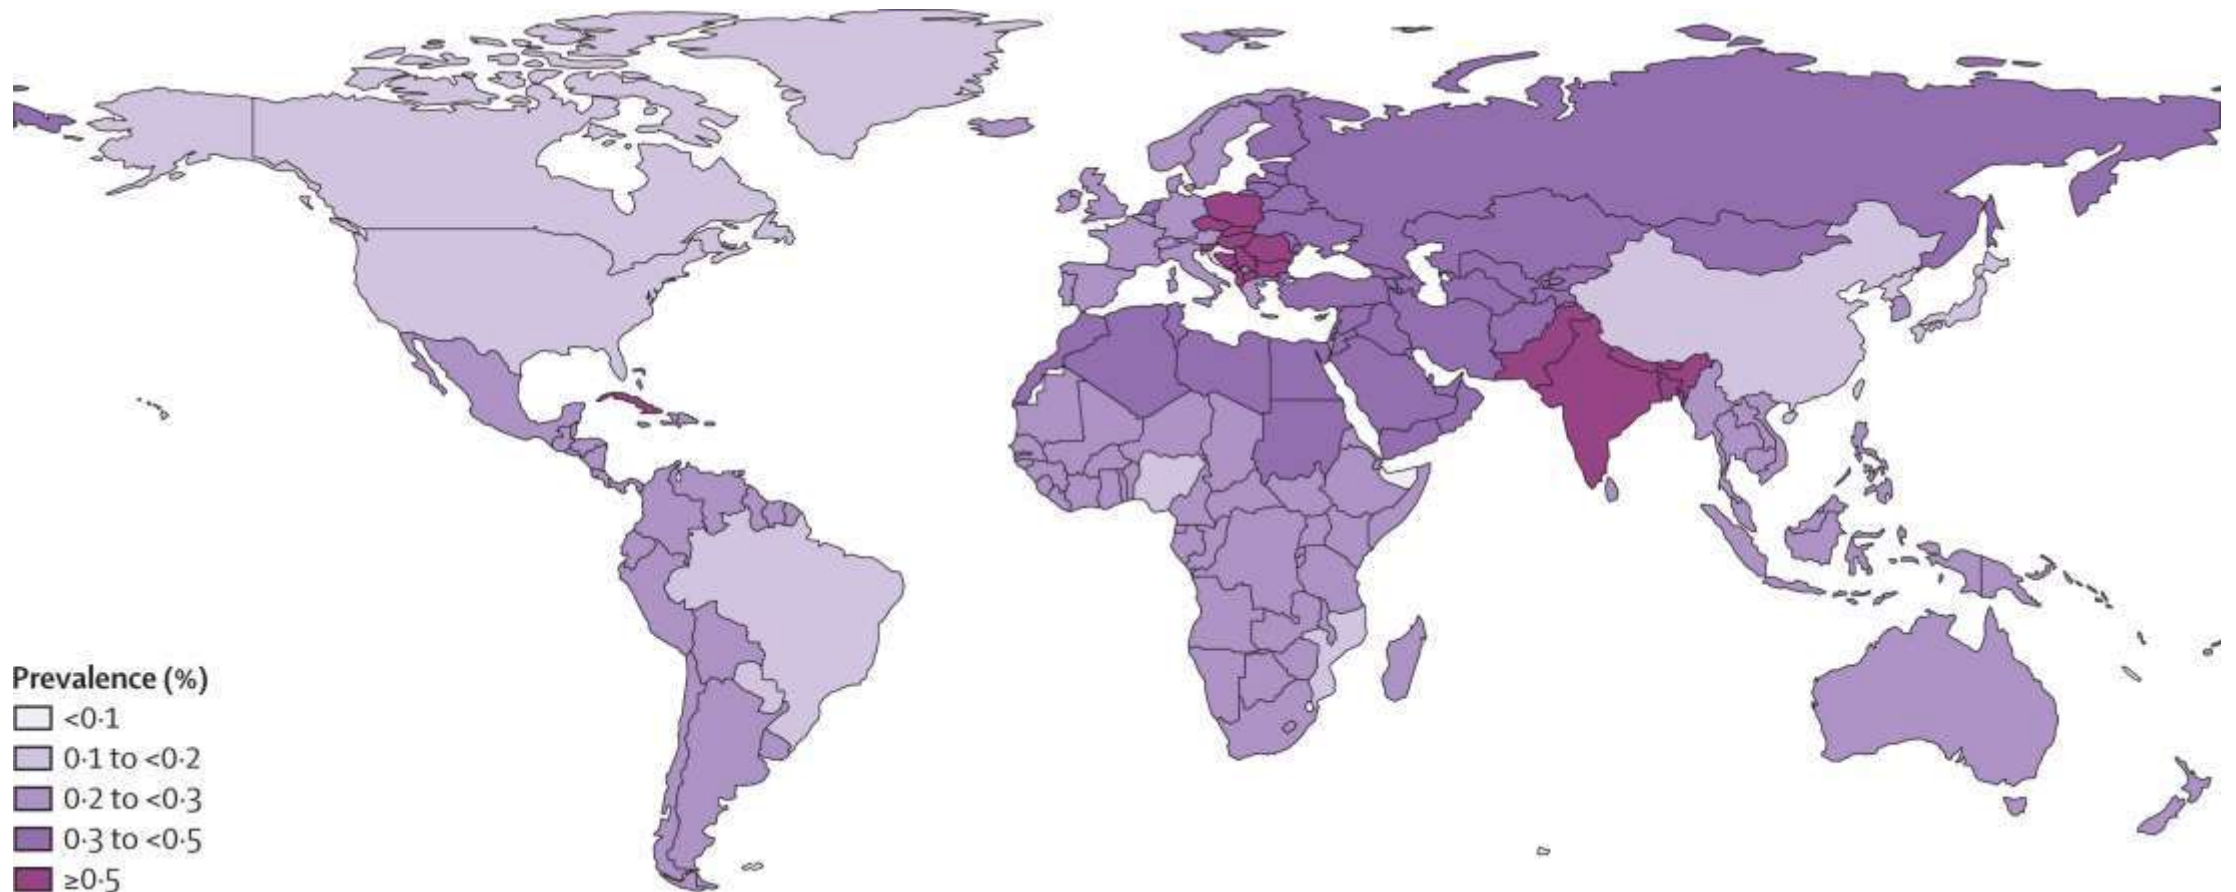 Prevalence (%)
<0·1
0·1 to <0·2
0·2 to <0·3
0·3 to <0·5
≥0·5